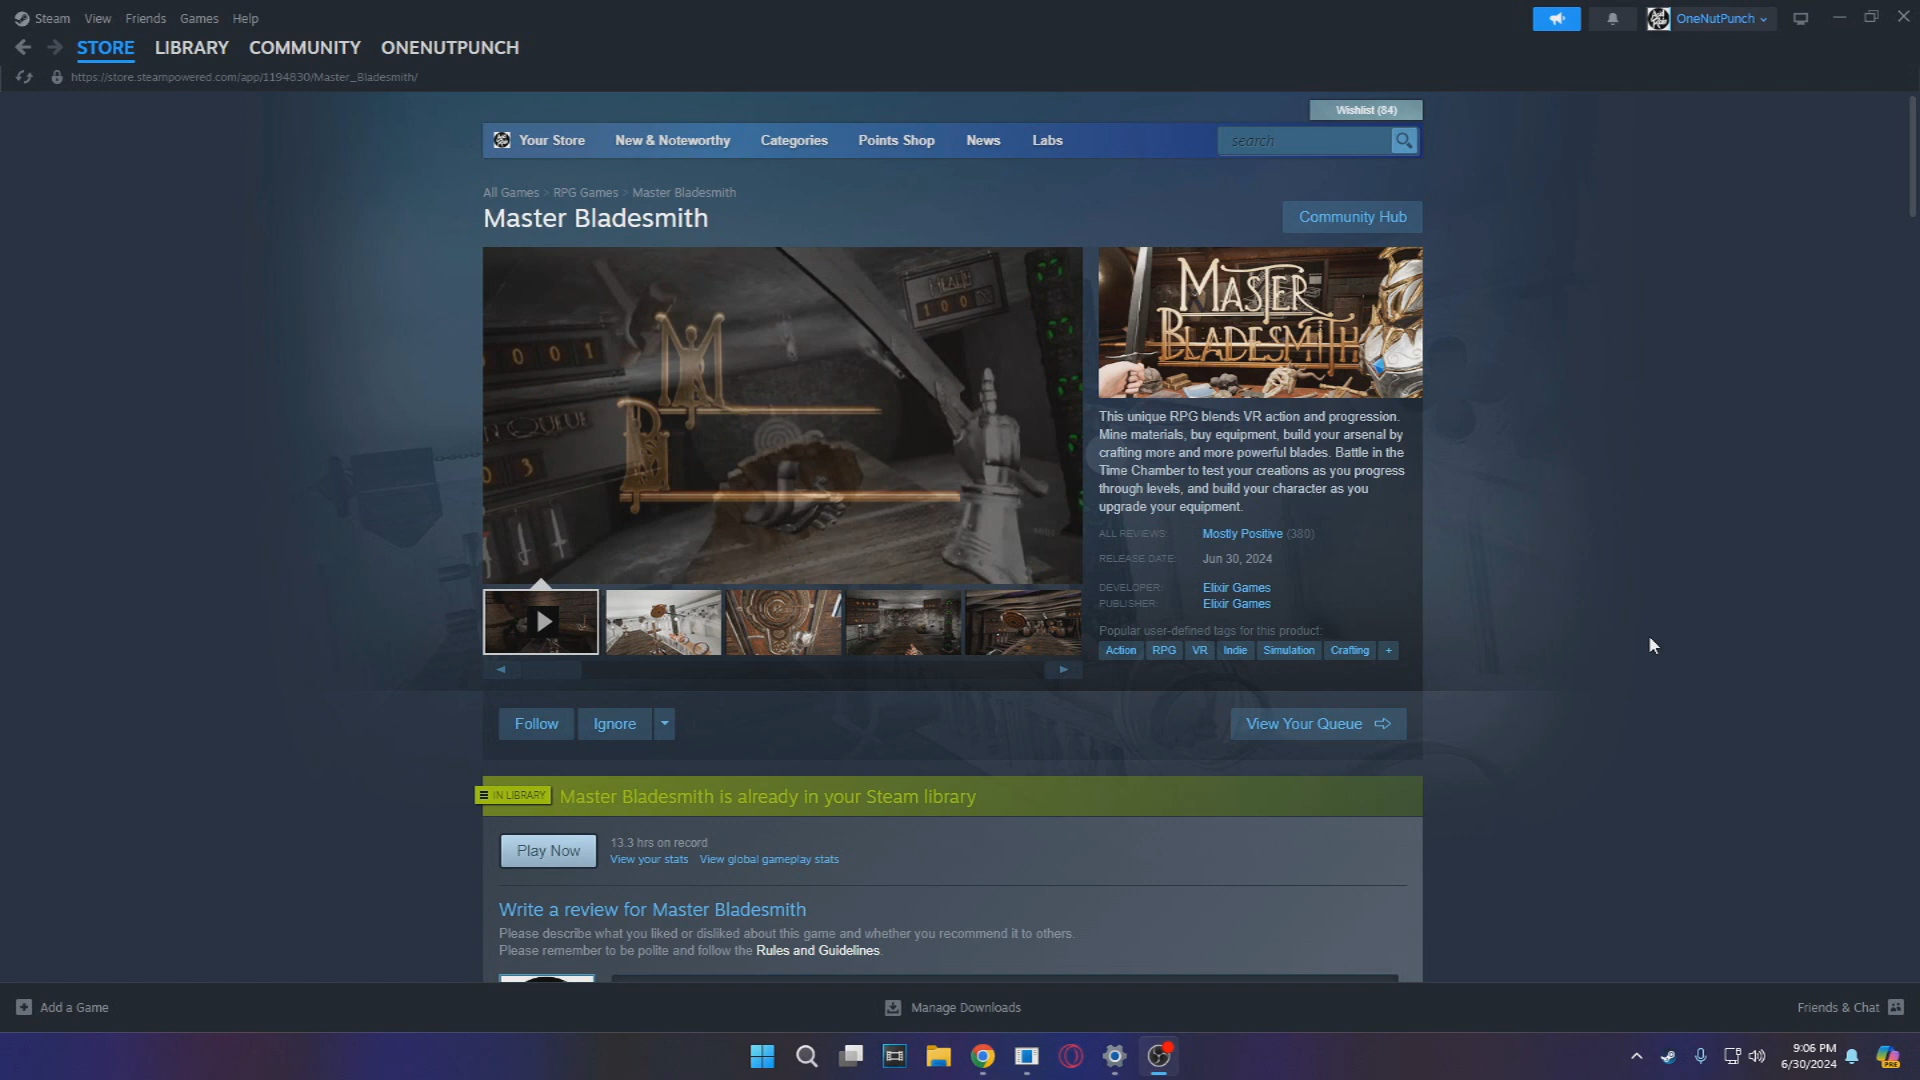 Steam View Friends Games Help
OneNutPunch
STORE LIBRARY COMMUNITY ONENUTPUNCH
https://store.steampowered.com/app/1194830/Master_Bladesmith/
Wishlist (84)
Your Store New & Noteworthy Categories Points Shop News Labs
search
All Games > RPG Games > Master Bladesmith
Master Bladesmith
Community Hub
HEALTH
100
001
QUEUE
03
MASTER
BLADESMITH
This unique RPG blends VR action and progression.
Mine materials, buy equipment, build your arsenal by
crafting more and more powerful blades. Battle in the
Time Chamber to test your creations as you progress
through levels, and build your character as you
upgrade your equipment.
ALL REVIEWS: Mostly Positive (380)
RELEASE DATE: Jun 30, 2024
DEVELOPER: Elixir Games
PUBLISHER: Elixir Games
Popular user-defined tags for this product:
Action RPG VR Indie Simulation Crafting +
Follow Ignore
View Your Queue
IN LIBRARY Master Bladesmith is already in your Steam library
Play Now
13.3 hrs on record
View your stats View global gameplay stats
Write a review for Master Bladesmith
Please describe what you liked or disliked about this game and whether you recommend it to others.
Please remember to be polite and follow the Rules and Guidelines.
Add a Game
Manage Downloads
Friends & Chat
9:06 PM
6/30/2024
PRE